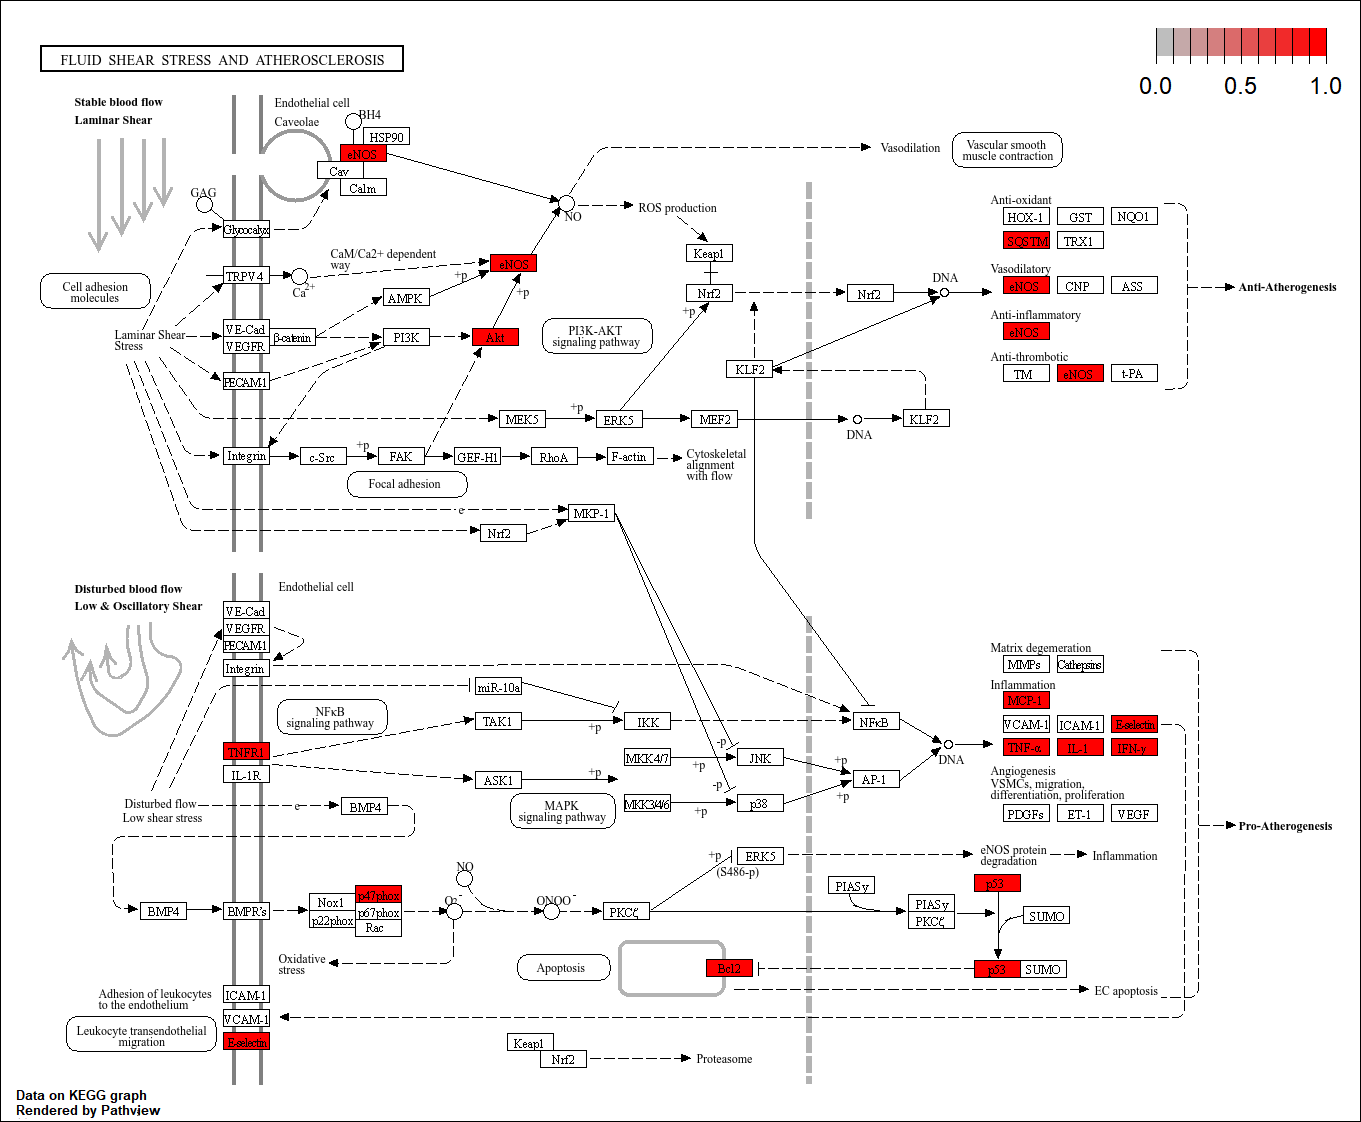 FLUID SHEAR STRESS AND ATHEROSCLEROSIS
0.0 0.5 1.0
Stable blood flow
Laminar Shear
Endothelial cell
Caveolae
BH4
HSP90
eNOS
Cav
Calm
Vasodilation
Vascular smooth
muscle contraction
GAG
Glycocalyx
NO
ROS production
Keap1
Nrf2
+p
CaM/Ca2+ dependent
way
TRPV4
Ca2+
eNOS
+p
+p
AMPK
Cell adhesion
molecules
Laminar Shear
Stress
VE-Cad
VEGFR
β-catenin
PI3K
Akt
PI3K-AKT
signaling pathway
PECAM-1
MEK5
+p
ERK5
MEF2
DNA
KLF2
KLF2
Nrf2
DNA
Anti-oxidant
HOX-1
GST
NQO1
SQSTM
TRX1
Vasodilatory
eNOS
CNP
ASS
Anti-inflammatory
eNOS
Anti-thrombotic
TM
eNOS
t-PA
Anti-Atherogenesis
Integrin
c-Src
+p
FAK
GEF-H1
RhoA
F-actin
Cytoskeletal
alignment
with flow
Focal adhesion
e
MKP-1
Nrf2
Disturbed blood flow
Low & Oscillatory Shear
Endothelial cell
VE-Cad
VEGFR
PECAM-1
Integrin
miR-10a
NFκB
signaling pathway
TAK1
+p
IKK
NFκB
TNFR1
IL-1R
MKK4/7
+p
-p
JNK
+p
ASK1
+p
AP-1
+p
DNA
MAPK
signaling pathway
MKK3/4/6
+p
-p
p38
Matrix degeneration
MMPs
Cathepsins
Inflammation
MCP-1
VCAM-1
ICAM-1
E-selectin
TNF-α
IL-1
IFN-γ
Angiogenesis
VSMCs, migration,
differentiation, proliferation
PDGFs
ET-1
VEGF
Pro-Atherogenesis
Disturbed flow
Low shear stress
e
BMP4
BMP4
BMPR's
Nox1
p47phox
p22phox
p67phox
Rac
NO
O2-
ONOO-
PKCζ
+p
(S486-p)
ERK5
eNOS protein
degradation
Inflammation
PIASγ
PIASγ
PKCζ
p53
SUMO
p53
SUMO
Oxidative
stress
Apoptosis
Bcl2
EC apoptosis
Adhesion of leukocytes
to the endothelium
ICAM-1
VCAM-1
E-selectin
Leukocyte transendothelial
migration
Keap1
Nrf2
Proteasome
Data on KEGG graph
Rendered by Pathview